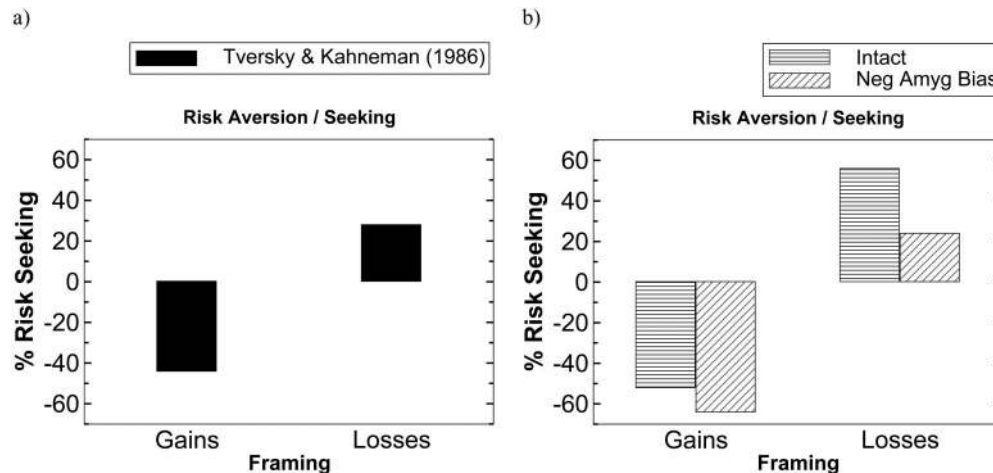 a)
Tversky & Kahneman (1986)
Risk Aversion / Seeking
% Risk Seeking
60
40
20
0
-20
-40
-60
Gains
Losses
Framing
b)
Intact
Neg Amyg Bias
Risk Aversion / Seeking
% Risk Seeking
60
40
20
0
-20
-40
-60
Gains
Losses
Framing